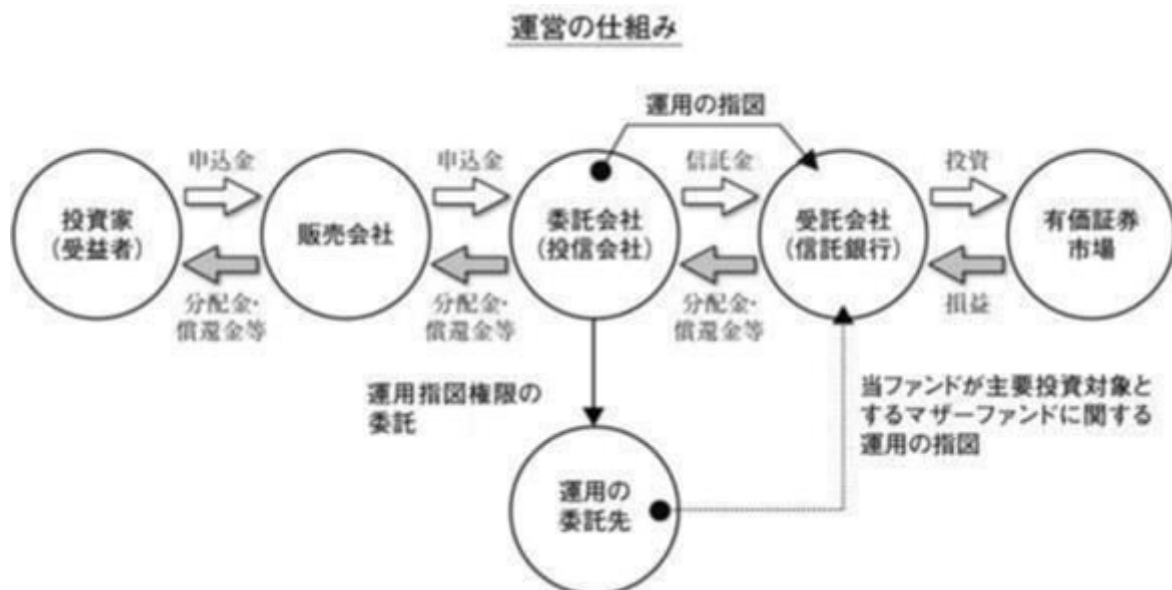 運営の仕組み
運用の指図
申込金
申込金
信託金
投資
投資家
(受益者)
販売会社
委託会社
(投信会社)
受託会社
(信託銀行)
有価証券
市場
分配金・
償還金等
分配金・
償還金等
分配金・
償還金等
損益
運用指図権限の
委託
当ファンドが主要投資対象と
するマザーファンドに関する
運用の指図
運用の
委託先